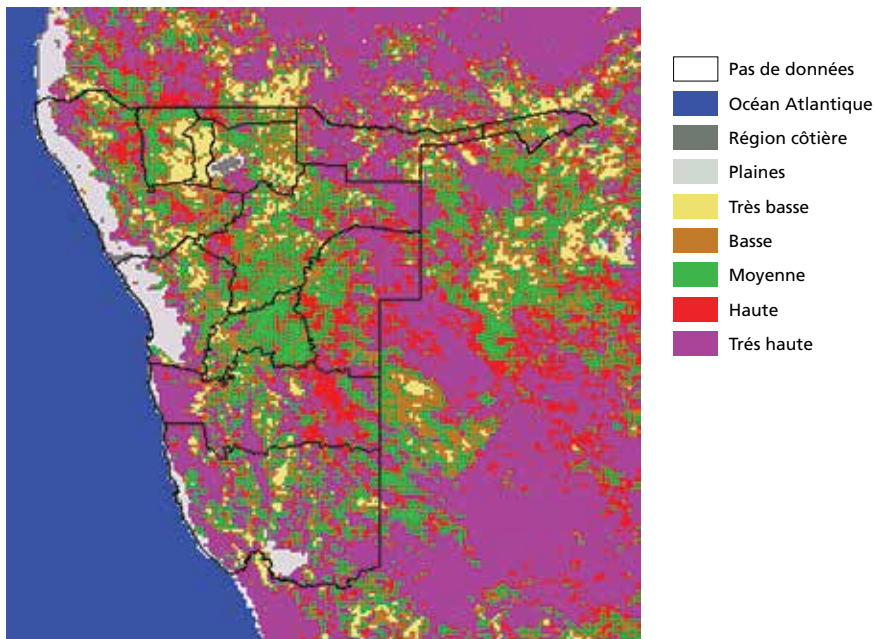 Pas de données
Océan Atlantique
Région côtière
Plaines
Très basse
Basse
Moyenne
Haute
Trés haute